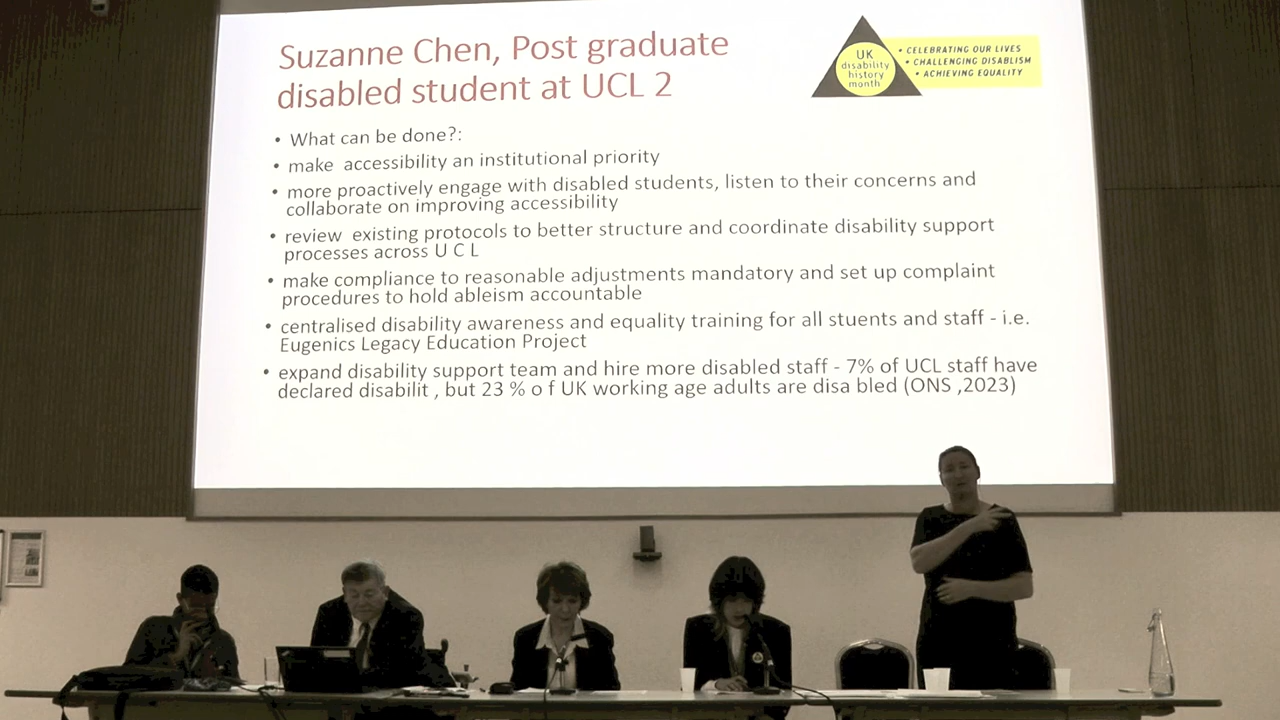 Suzanne Chen, Post graduate
disabled student at UCL 2
UK
disability
history
month
• CELEBRATING OUR LIVES
• CHALLENGING DISABLISM
• ACHIEVING EQUALITY
• What can be done?:
• make accessibility an institutional priority
• more proactively engage with disabled students, listen to their concerns and
collaborate on improving accessibility
• review existing protocols to better structure and coordinate disability support
processes across U C L
• make compliance to reasonable adjustments mandatory and set up complaint
procedures to hold ableism accountable
• centralised disability awareness and equality training for all stuents and staff - i.e.
Eugenics Legacy Education Project
• expand disability support team and hire more disabled staff - 7% of UCL staff have
declared disabilit , but 23 % o f UK working age adults are disa bled (ONS ,2023)